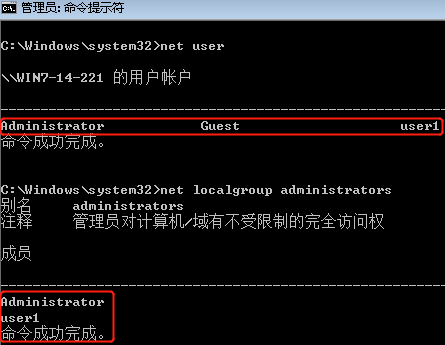 管理员: 命令提示符
C:\Windows\system32>net user
\\WIN7-14-221 的用户帐户
-------------------------------------------------------------------------------
Administrator            Guest                    user1
命令成功完成。
C:\Windows\system32>net localgroup administrators
别名     administrators
注释     管理员对计算机/域有不受限制的完全访问权
成员
-------------------------------------------------------------------------------
Administrator
user1
命令成功完成。